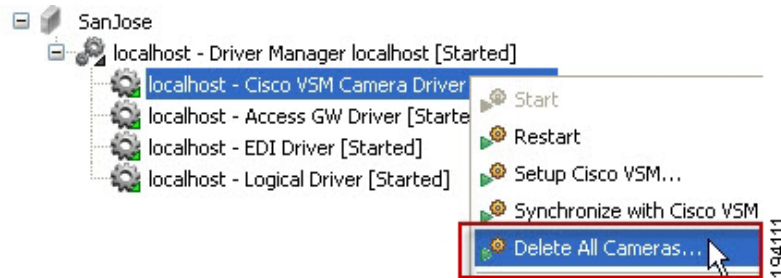 SanJose
localhost - Driver Manager localhost [Started]
localhost - Cisco VSM Camera Driver
localhost - Access GW Driver [Starte
localhost - EDI Driver [Started]
localhost - Logical Driver [Started]
Start
Restart
Setup Cisco VSM...
Synchronize with Cisco VSM
Delete All Cameras...
194111